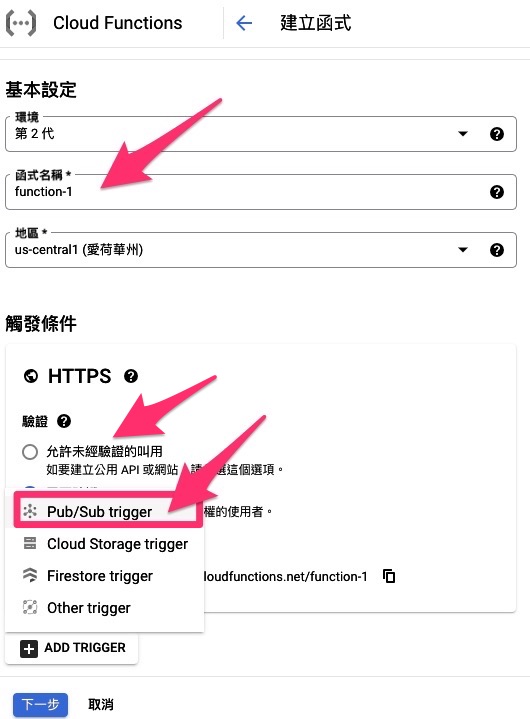 Cloud Functions
建立函式
基本設定
環境
第 2 代
函式名稱 *
function-1
地區 *
us-central1 (愛荷華州)
觸發條件
HTTPS
驗證
允許未經驗證的叫用
如要建立公用 API 或網站
選這個選項。
Pub/Sub trigger
權的使用者。
Cloud Storage trigger
Firestore trigger
loudfunctions.net/function-1
Other trigger
ADD TRIGGER
下一步
取消